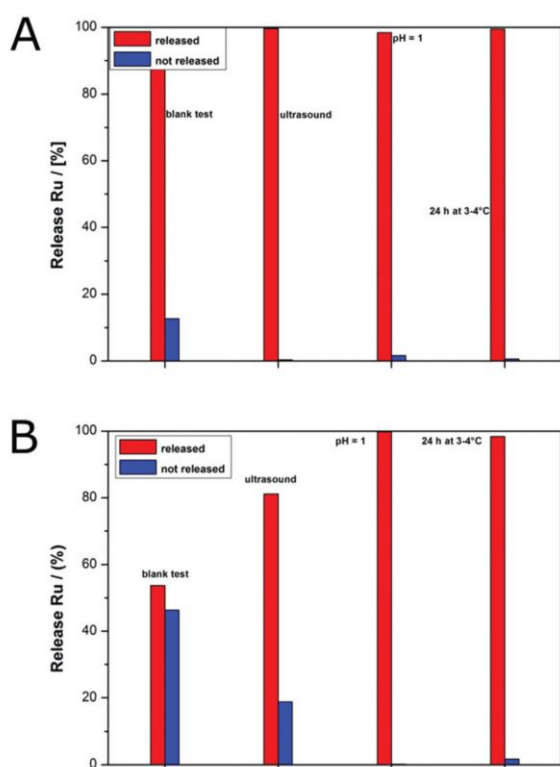 A
released
not released
100
80
60
40
20
0
Release Ru / [%]
blank test
ultrasound
pH = 1
24 h at 3-4°C
B
released
not released
100
80
60
40
20
0
Release Ru / (%)
blank test
ultrasound
pH = 1
24 h at 3-4°C